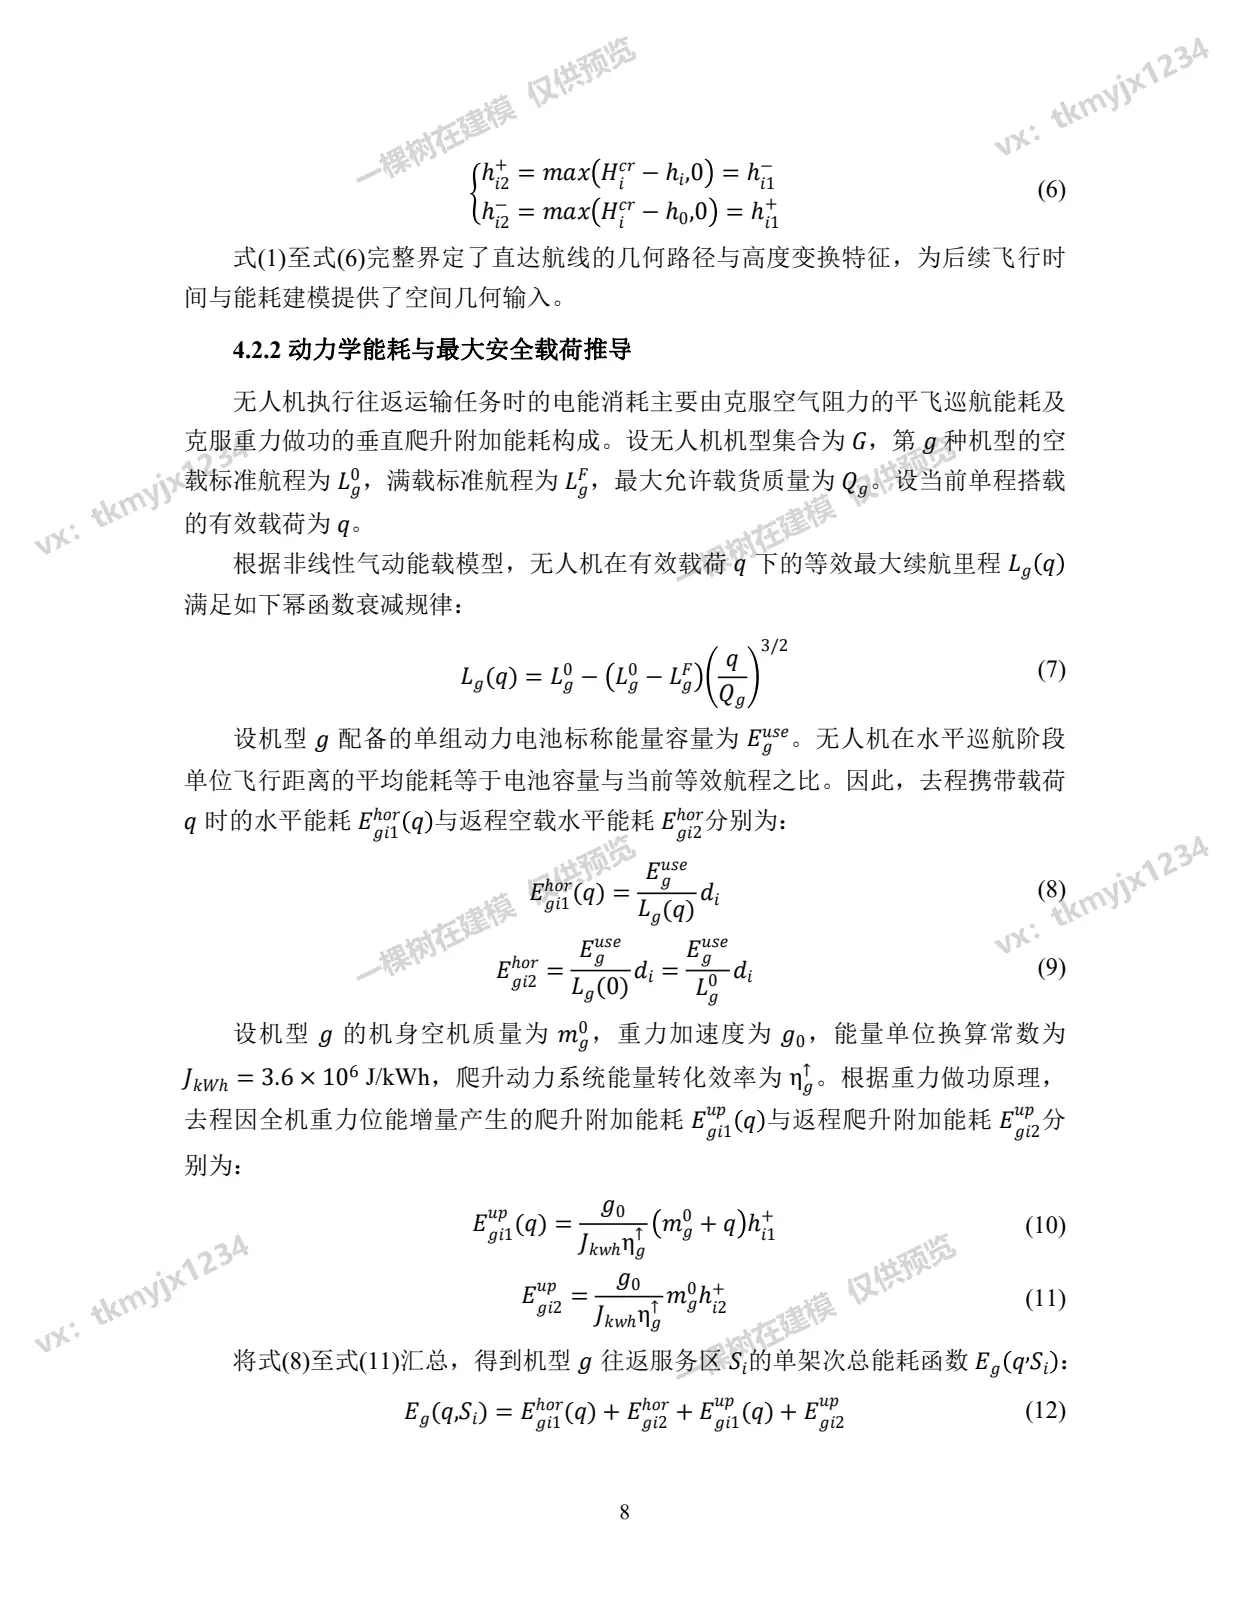 一棵树在建模 仅供预览
vx: tkmyjx1234
{h_{i2}^{+} = max(H_i^{cr} − h_i,0) = h_{i1}^{−}
h_{i2}^{−} = max(H_i^{cr} − h_0,0) = h_{i1}^{+} (6)
式(1)至式(6)完整界定了直达航线的几何路径与高度变换特征，为后续飞行时
间与能耗建模提供了空间几何输入。
4.2.2 动力学能耗与最大安全载荷推导
无人机执行往返运输任务时的电能消耗主要由克服空气阻力的平飞巡航能耗及
克服重力做功的垂直爬升附加能耗构成。设无人机机型集合为 G，第 g 种机型的空
载标准航程为 L_g^0，满载标准航程为 L_g^F，最大允许载货质量为 Q_g。设当前单程搭载
的有效载荷为 q。
vx: tkmyjx1234
一棵树在建模 仅供预览
根据非线性气动能载模型，无人机在有效载荷 q 下的等效最大续航里程 L_g(q)
满足如下幂函数衰减规律：
L_g(q) = L_g^0 − (L_g^0 − L_g^F)(q/Q_g)^{3/2} (7)
设机型 g 配备的单组动力电池标称能量容量为 E_g^{use}。无人机在水平巡航阶段
单位飞行距离的平均能耗等于电池容量与当前等效航程之比。因此，去程携带载荷
q 时的水平能耗 E_{gi1}^{hor}(q)与返程空载水平能耗 E_{gi2}^{hor}分别为：
一棵树在建模 仅供预览
vx: tkmyjx1234
E_{gi1}^{hor}(q) = E_g^{use}/L_g(q) d_i (8)
E_{gi2}^{hor} = E_g^{use}/L_g(0) d_i = E_g^{use}/L_g^0 d_i (9)
设机型 g 的机身空机质量为 m_g^0，重力加速度为 g_0，能量单位换算常数为
J_{kWh} = 3.6 × 10^6 J/kWh，爬升动力系统能量转化效率为 η_g^↑。根据重力做功原理，
去程因全机重力位能增量产生的爬升附加能耗 E_{gi1}^{up}(q)与返程爬升附加能耗 E_{gi2}^{up}分
别为：
E_{gi1}^{up}(q) = g_0/(J_{kwh}η_g^↑) (m_g^0 + q)h_{i1}^{+} (10)
E_{gi2}^{up} = g_0/(J_{kwh}η_g^↑) m_g^0 h_{i2}^{+} (11)
vx: tkmyjx1234
一棵树在建模 仅供预览
将式(8)至式(11)汇总，得到机型 g 往返服务区 S_i的单架次总能耗函数 E_g(q,S_i)：
E_g(q,S_i) = E_{gi1}^{hor}(q) + E_{gi2}^{hor} + E_{gi1}^{up}(q) + E_{gi2}^{up} (12)
8